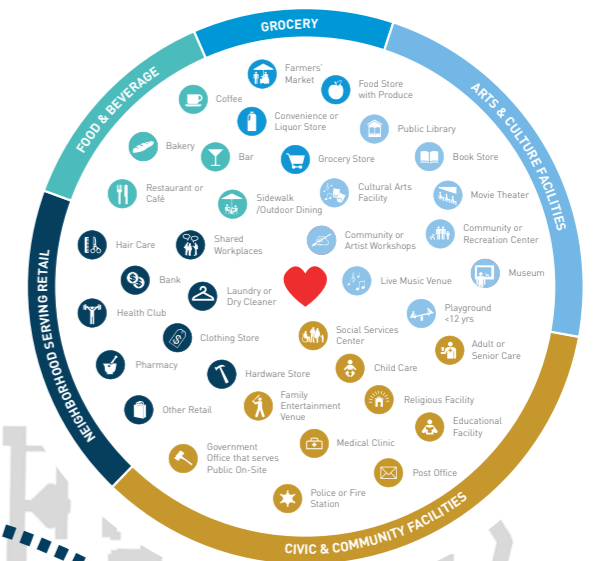 GROCERY
FOOD & BEVERAGE
ARTS & CULTURE FACILITIES
NEIGHBORHOOD SERVING RETAIL
CIVIC & COMMUNITY FACILITIES
Farmers'
Market
Food Store
with Produce
Coffee
Convenience or
Liquor Store
Public Library
Bakery
Bar
Grocery Store
Book Store
Restaurant or
Café
Sidewalk
/Outdoor Dining
Cultural Arts
Facility
Movie Theater
Hair Care
Shared
Workplaces
Community or
Artist Workshops
Community or
Recreation Center
Bank
Laundry or
Dry Cleaner
Live Music Venue
Museum
Health Club
Playground
<12 yrs
Clothing Store
Social Services
Center
Adult or
Senior Care
Pharmacy
Hardware Store
Child Care
Other Retail
Family
Entertainment
Venue
Religious Facility
Educational
Facility
Government
Office that serves
Public On-Site
Medical Clinic
Post Office
Police or Fire
Station